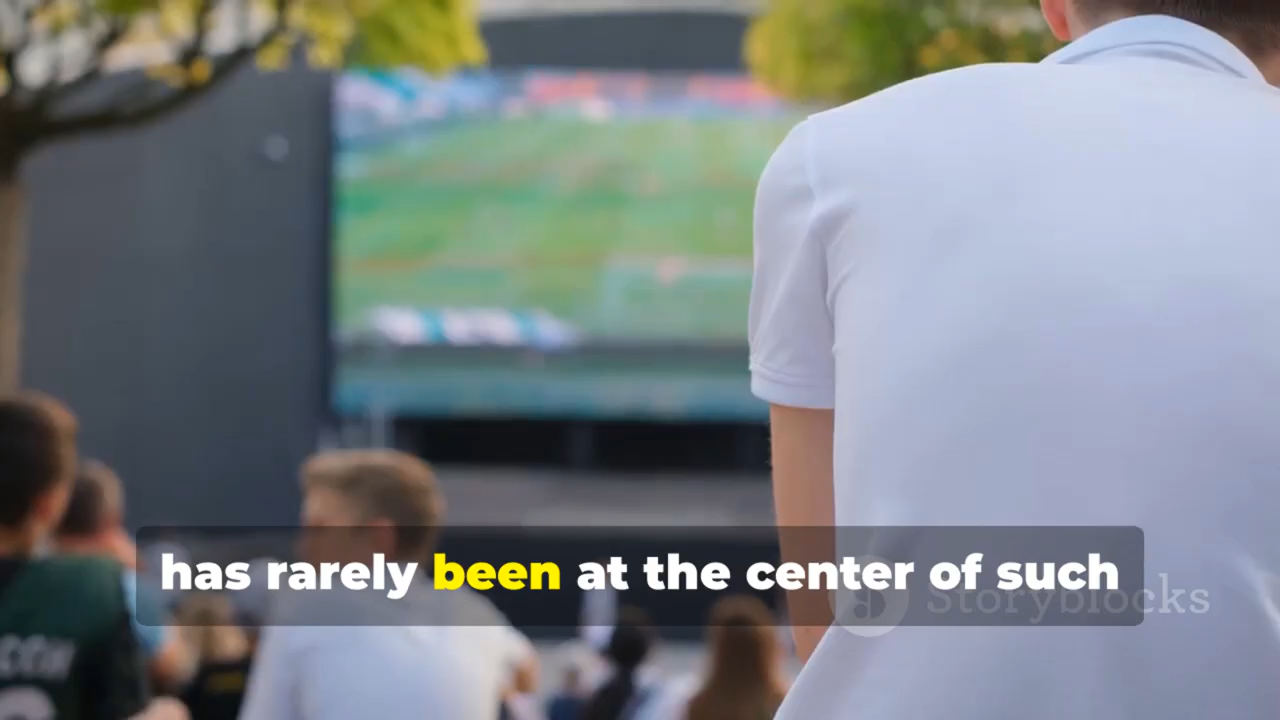 has rarely been at the center of such
Storyblocks